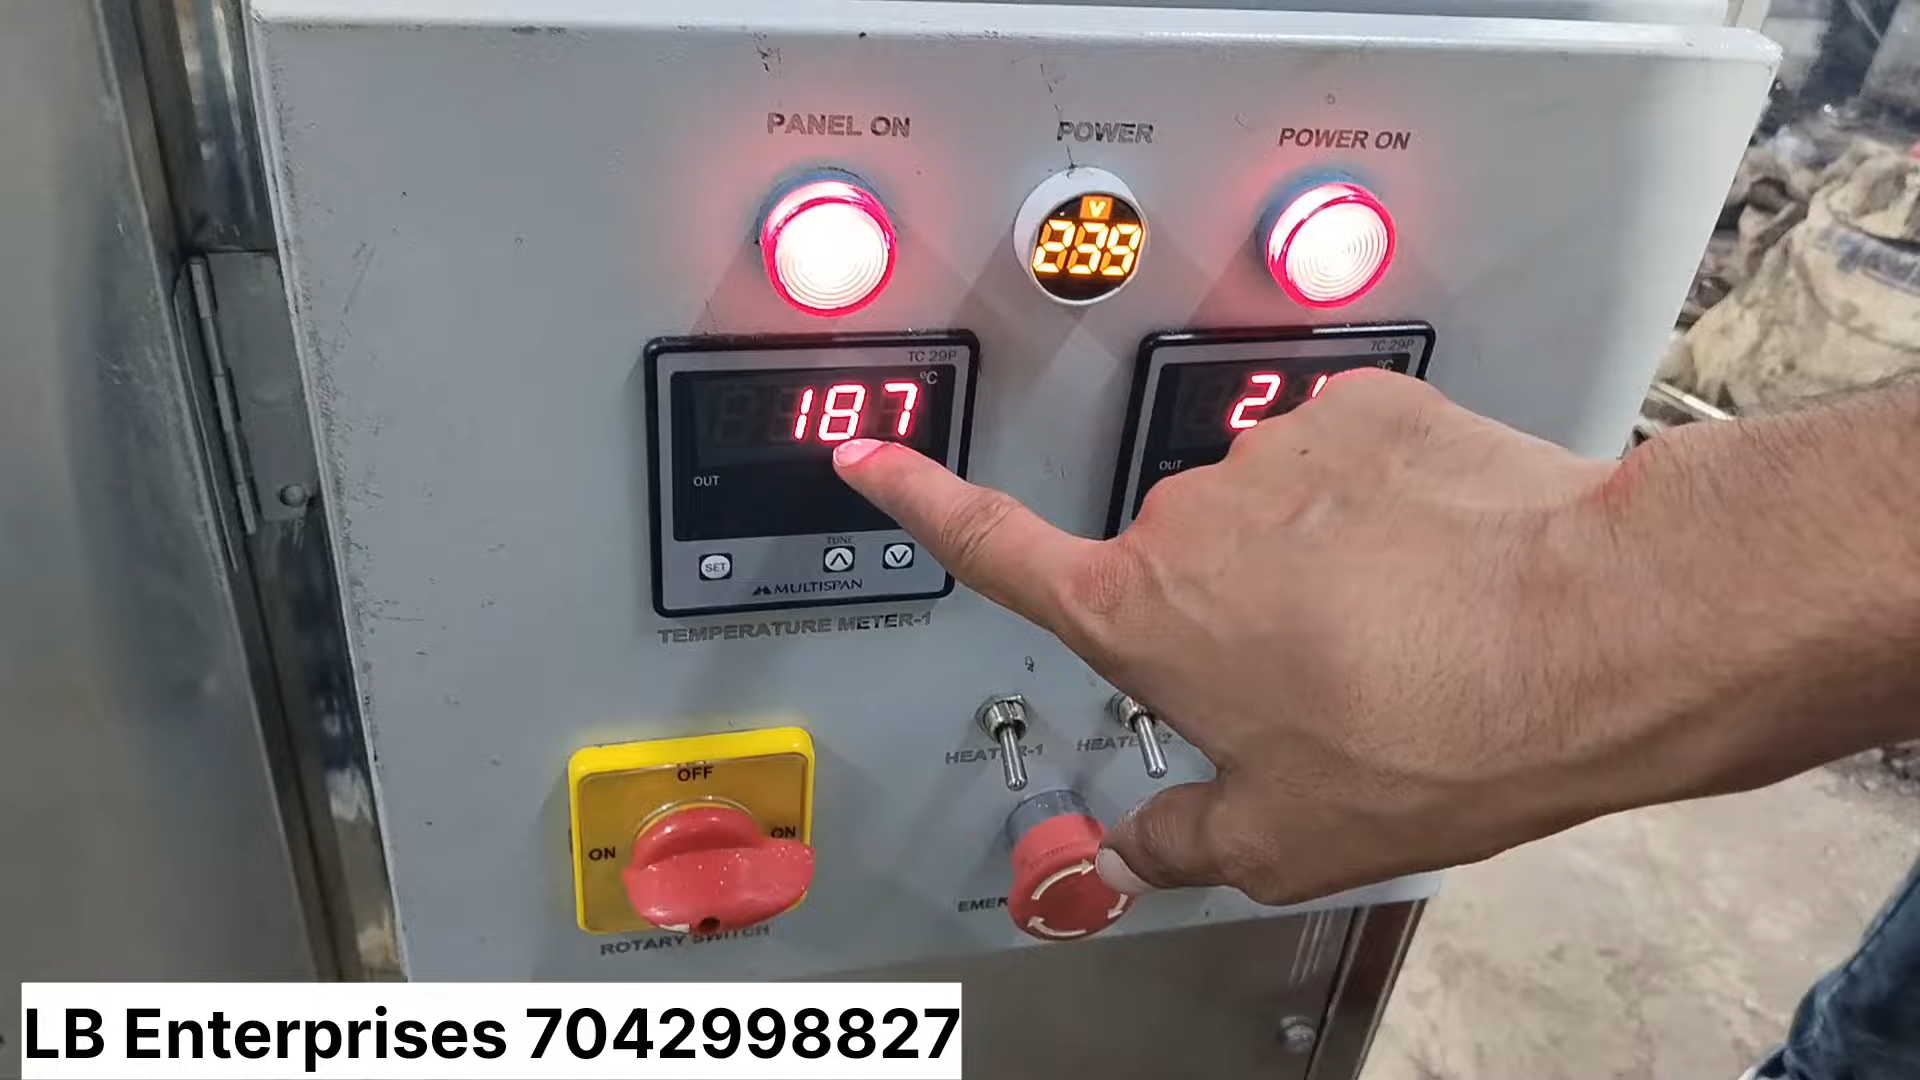 PANEL ON
POWER
POWER ON
V
239
TC 29P
°C
187
OUT
SET
TUNE
MULTISPAN
TEMPERATURE METER-1
TC 29P
°C
OUT
HEATER-1
OFF
ON
ON
ROTARY SWITCH
LB Enterprises 7042998827